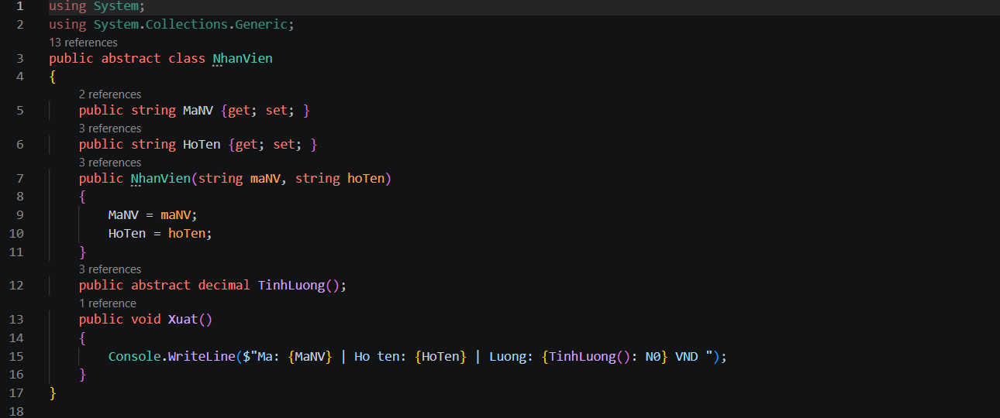 1 using System;
2 using System.Collections.Generic;
13 references
3 public abstract class NhanVien
4 {
2 references
5 public string MaNV {get; set; }
3 references
6 public string HoTen {get; set; }
3 references
7 public NhanVien(string maNV, string hoTen)
8 {
9 MaNV = maNV;
10 HoTen = hoTen;
11 }
3 references
12 public abstract decimal TinhLuong();
1 reference
13 public void Xuat()
14 {
15 Console.WriteLine($"Ma: {MaNV} | Ho ten: {HoTen} | Luong: {TinhLuong(): N0} VND ");
16 }
17 }
18